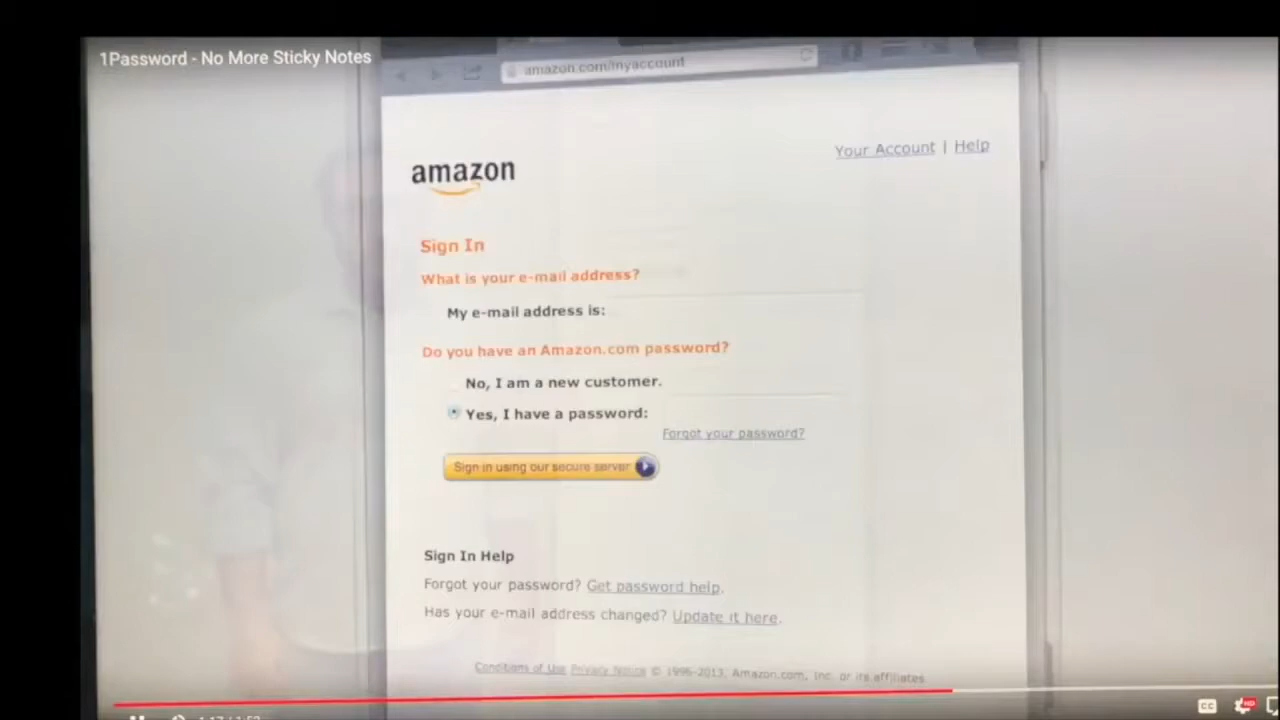 1Password - No More Sticky Notes
amazon.com/myaccount
Your Account | Help
amazon
Sign In
What is your e-mail address?
My e-mail address is:
Do you have an Amazon.com password?
No, I am a new customer.
Yes, I have a password:
Forgot your password?
Sign in using our secure server
Sign In Help
Forgot your password? Get password help.
Has your e-mail address changed? Update it here.
Conditions of Use Privacy Notice © 1996-2013, Amazon.com, Inc. or its affiliates
CC
HD